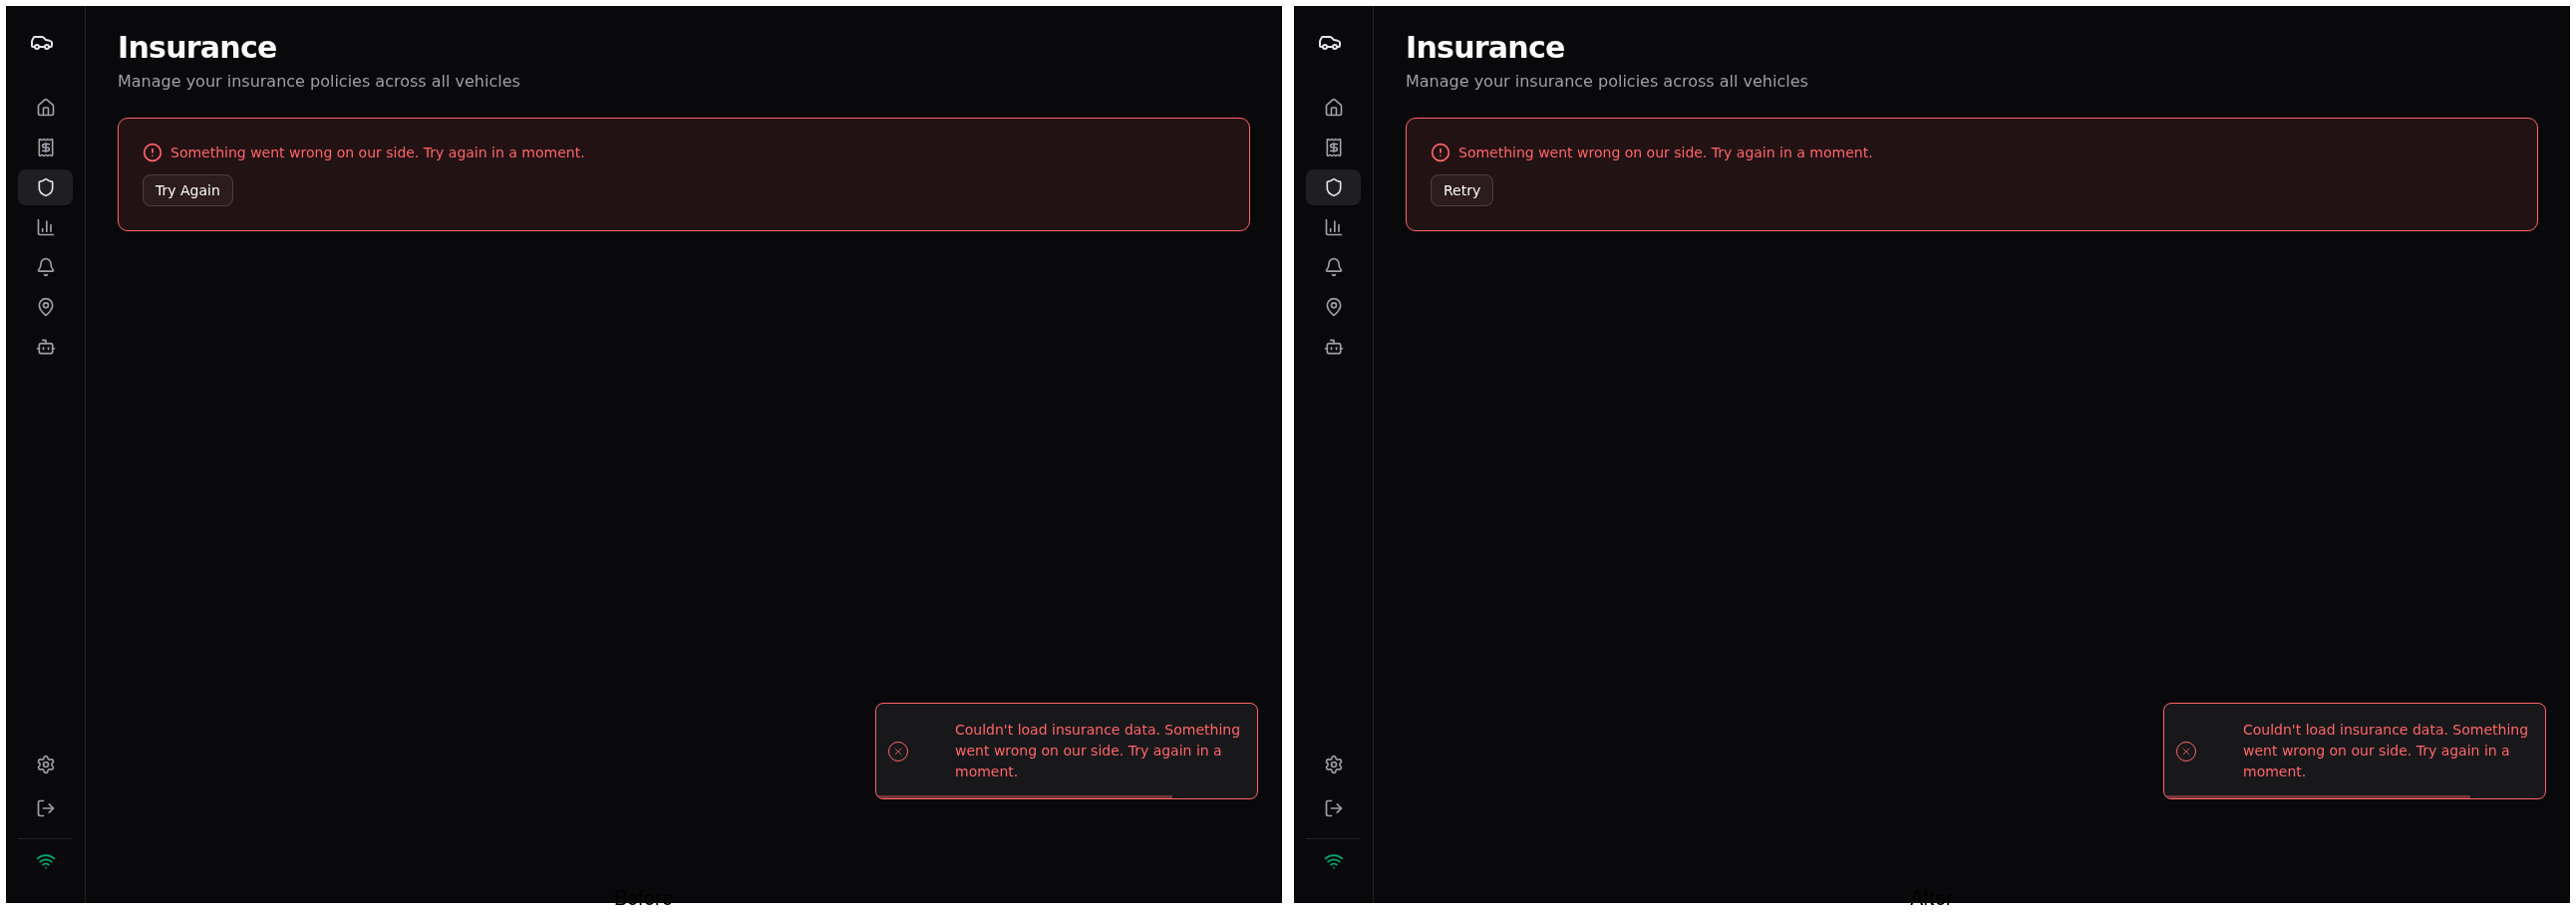 Insurance
Manage your insurance policies across all vehicles
Something went wrong on our side. Try again in a moment.
Try Again
Couldn't load insurance data. Something
went wrong on our side. Try again in a
moment.
Before
Insurance
Manage your insurance policies across all vehicles
Something went wrong on our side. Try again in a moment.
Retry
Couldn't load insurance data. Something
went wrong on our side. Try again in a
moment.
After